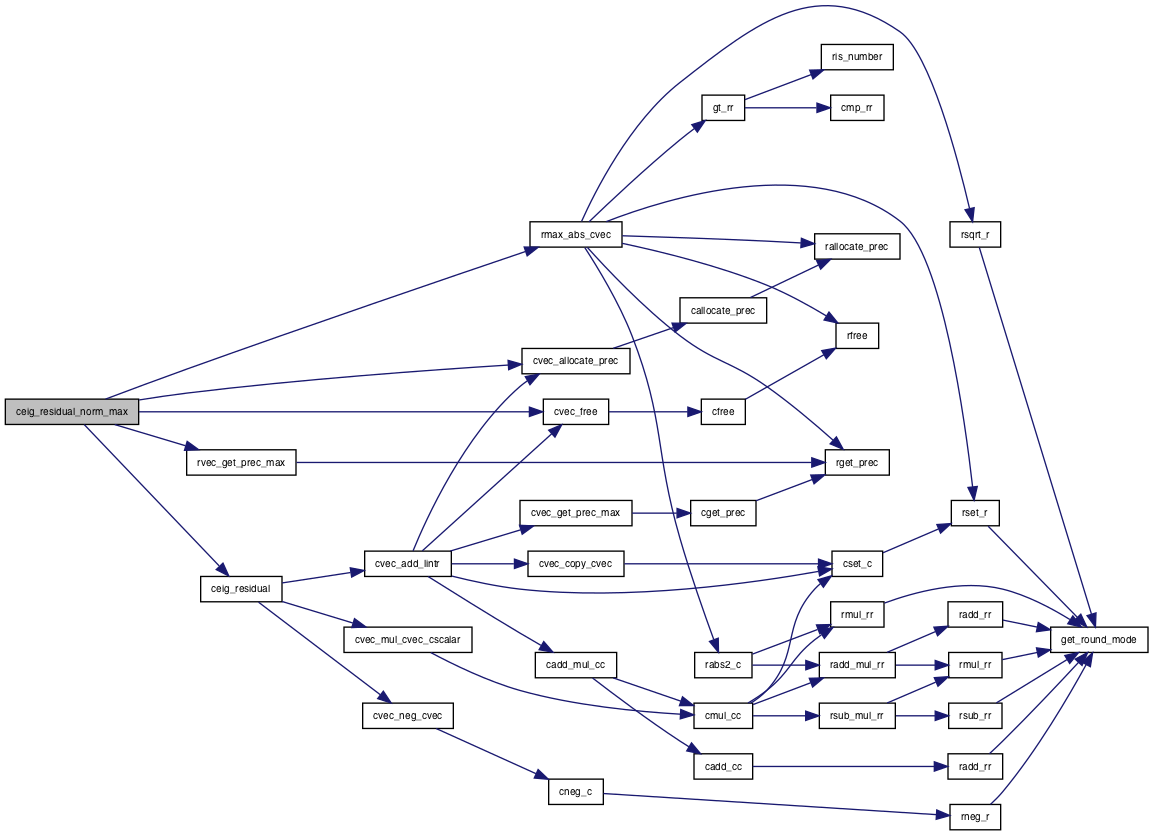 ris_number
gt_rr
cmp_rr
rmax_abs_cvec
rsqrt_r
rallocate_prec
callocate_prec
rfree
cvec_allocate_prec
ceig_residual_norm_max
cvec_free
cfree
rvec_get_prec_max
rget_prec
cvec_get_prec_max
cget_prec
rset_r
cvec_add_lintr
cvec_copy_cvec
cset_c
ceig_residual
rmul_rr
radd_rr
cvec_mul_cvec_cscalar
get_round_mode
cadd_mul_cc
rabs2_c
radd_mul_rr
rmul_rr
cvec_neg_cvec
cmul_cc
rsub_mul_rr
rsub_rr
cadd_cc
radd_rr
cneg_c
rneg_r